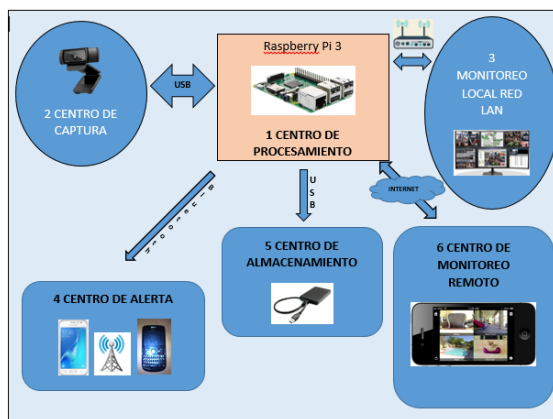 Raspberry Pi 3
1 CENTRO DE
PROCESAMIENTO
2 CENTRO DE
CAPTURA
USB
3
MONITOREO
LOCAL RED
LAN
INTERNET
Bluetooth
USB
4 CENTRO DE ALERTA
5 CENTRO DE
ALMACENAMIENTO
6 CENTRO DE
MONITOREO
REMOTO